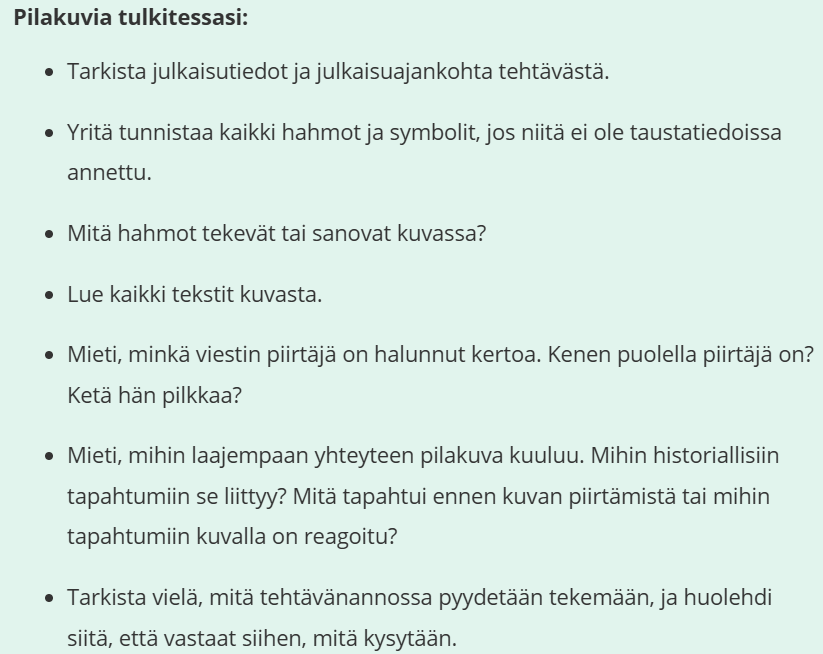 Pilakuvia tulkitessasi:
• Tarkista julkaisutiedot ja julkaisuajankohta tehtävästä.
• Yritä tunnistaa kaikki hahmot ja symbolit, jos niitä ei ole taustatiedoissa
annettu.
• Mitä hahmot tekevät tai sanovat kuvassa?
• Lue kaikki tekstit kuvasta.
• Mieti, minkä viestin piirtäjä on halunnut kertoa. Kenen puolella piirtäjä on?
Ketä hän pilkkaa?
• Mieti, mihin laajempaan yhteyteen pilakuva kuuluu. Mihin historiallisiin
tapahtumiin se liittyy? Mitä tapahtui ennen kuvan piirtämistä tai mihin
tapahtumiin kuvalla on reagoitu?
• Tarkista vielä, mitä tehtävänannossa pyydetään tekemään, ja huolehdi
siitä, että vastaat siihen, mitä kysytään.